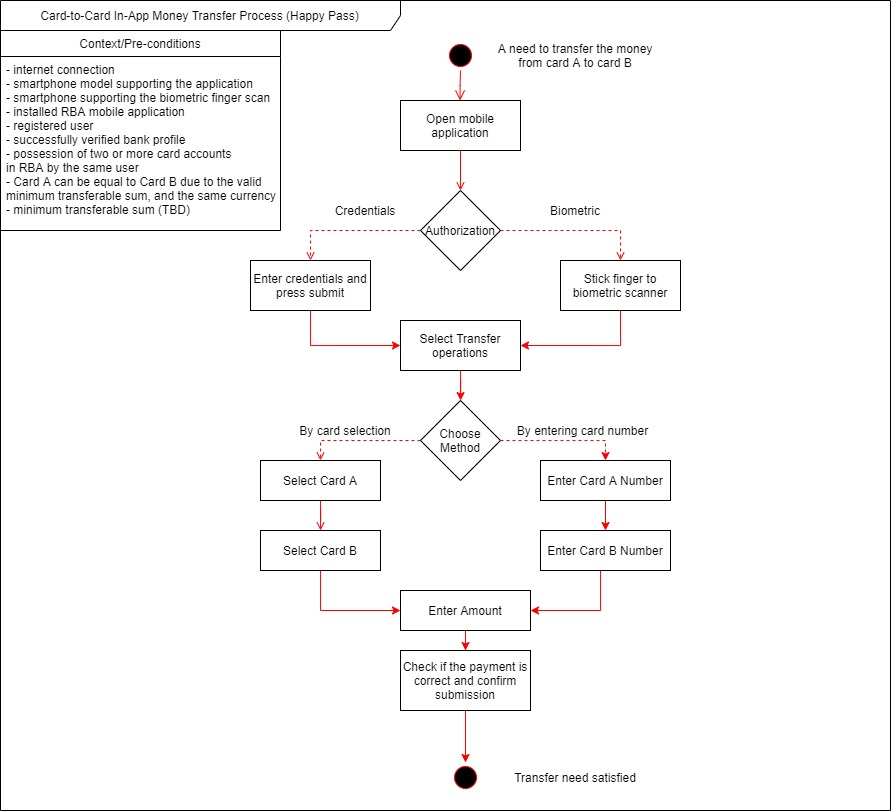 Card-to-Card In-App Money Transfer Process (Happy Pass)
Context/Pre-conditions
- internet connection
- smartphone model supporting the application
- smartphone supporting the biometric finger scan
- installed RBA mobile application
- registered user
- successfully verified bank profile
- possession of two or more card accounts
in RBA by the same user
- Card A can be equal to Card B due to the valid
minimum transferable sum, and the same currency
- minimum transferable sum (TBD)
A need to transfer the money
from card A to card B
Open mobile
application
Credentials
Biometric
Authorization
Enter credentials and
press submit
Stick finger to
biometric scanner
Select Transfer
operations
By card selection
By entering card number
Choose
Method
Select Card A
Enter Card A Number
Select Card B
Enter Card B Number
Enter Amount
Check if the payment is
correct and confirm
submission
Transfer need satisfied